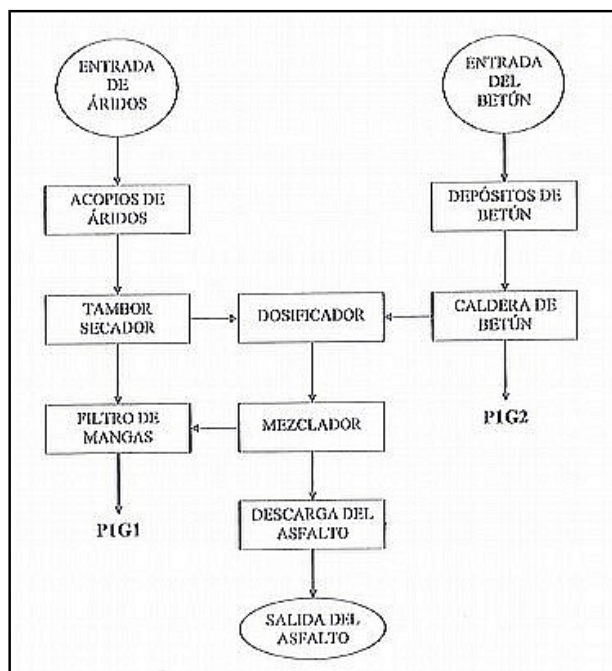 ENTRADA
DE
ÁRIDOS
ENTRADA
DEL
BETÚN
ACOPIOS DE
ÁRIDOS
DEPÓSITOS DE
BETÚN
TAMBOR
SECADOR
DOSIFICADOR
CALDERA DE
BETÚN
FILTRO DE
MANGAS
MEZCLADOR
P1G2
P1G1
DESCARGA DEL
ASFALTO
SALIDA DEL
ASFALTO